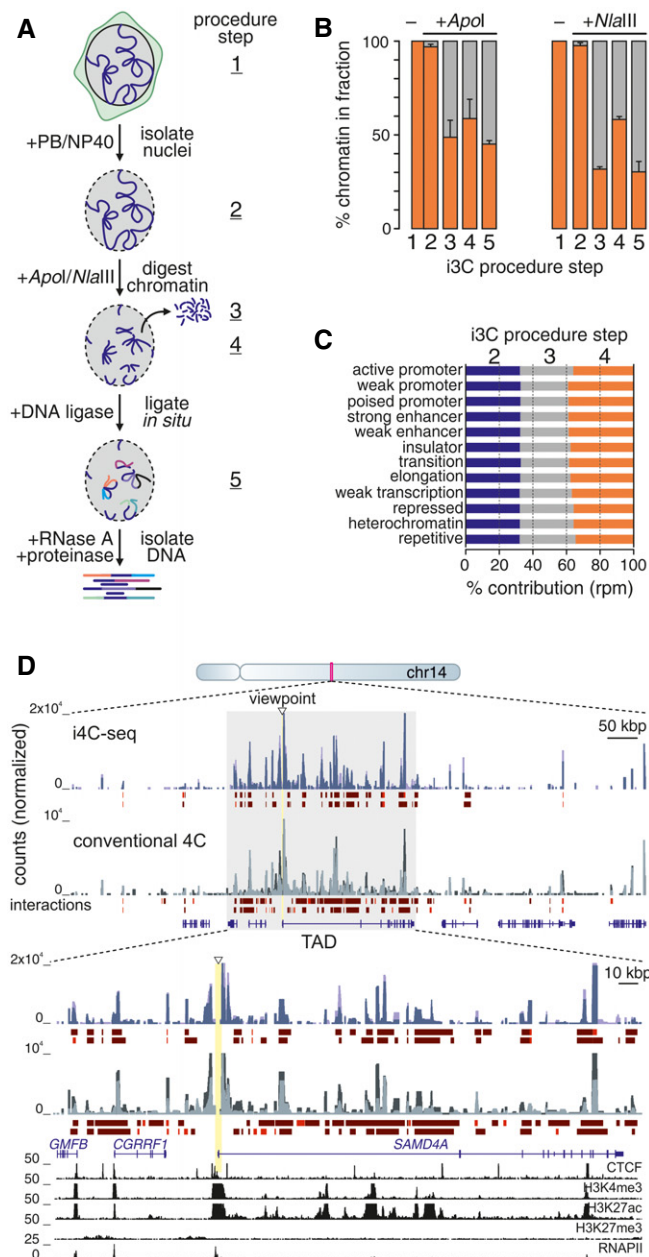 A
procedure
step
1
+PB/NP40
isolate
nuclei
2
+ApoI/NlaIII
digest
chromatin
3
4
+DNA ligase
ligate
in situ
5
+RNase A
+proteinase
isolate
DNA
B
– +ApoI – +NlaIII
% chromatin in fraction
100
50
0
1 2 3 4 5 1 2 3 4 5
i3C procedure step
C
i3C procedure step
2 3 4
active promoter
weak promoter
poised promoter
strong enhancer
weak enhancer
insulator
transition
elongation
weak transcription
repressed
heterochromatin
repetitive
0 20 40 60 80 100
% contribution (rpm)
D
chr14
viewpoint
2x10⁴
50 kbp
i4C-seq
0
counts (normalized)
10⁴
conventional 4C
0
interactions
TAD
2x10⁴
10 kbp
0
10⁴
0
GMFB CGRRF1 SAMD4A
50 CTCF
50 H3K4me3
50 H3K27ac
50 H3K27me3
25 RNAPII
0